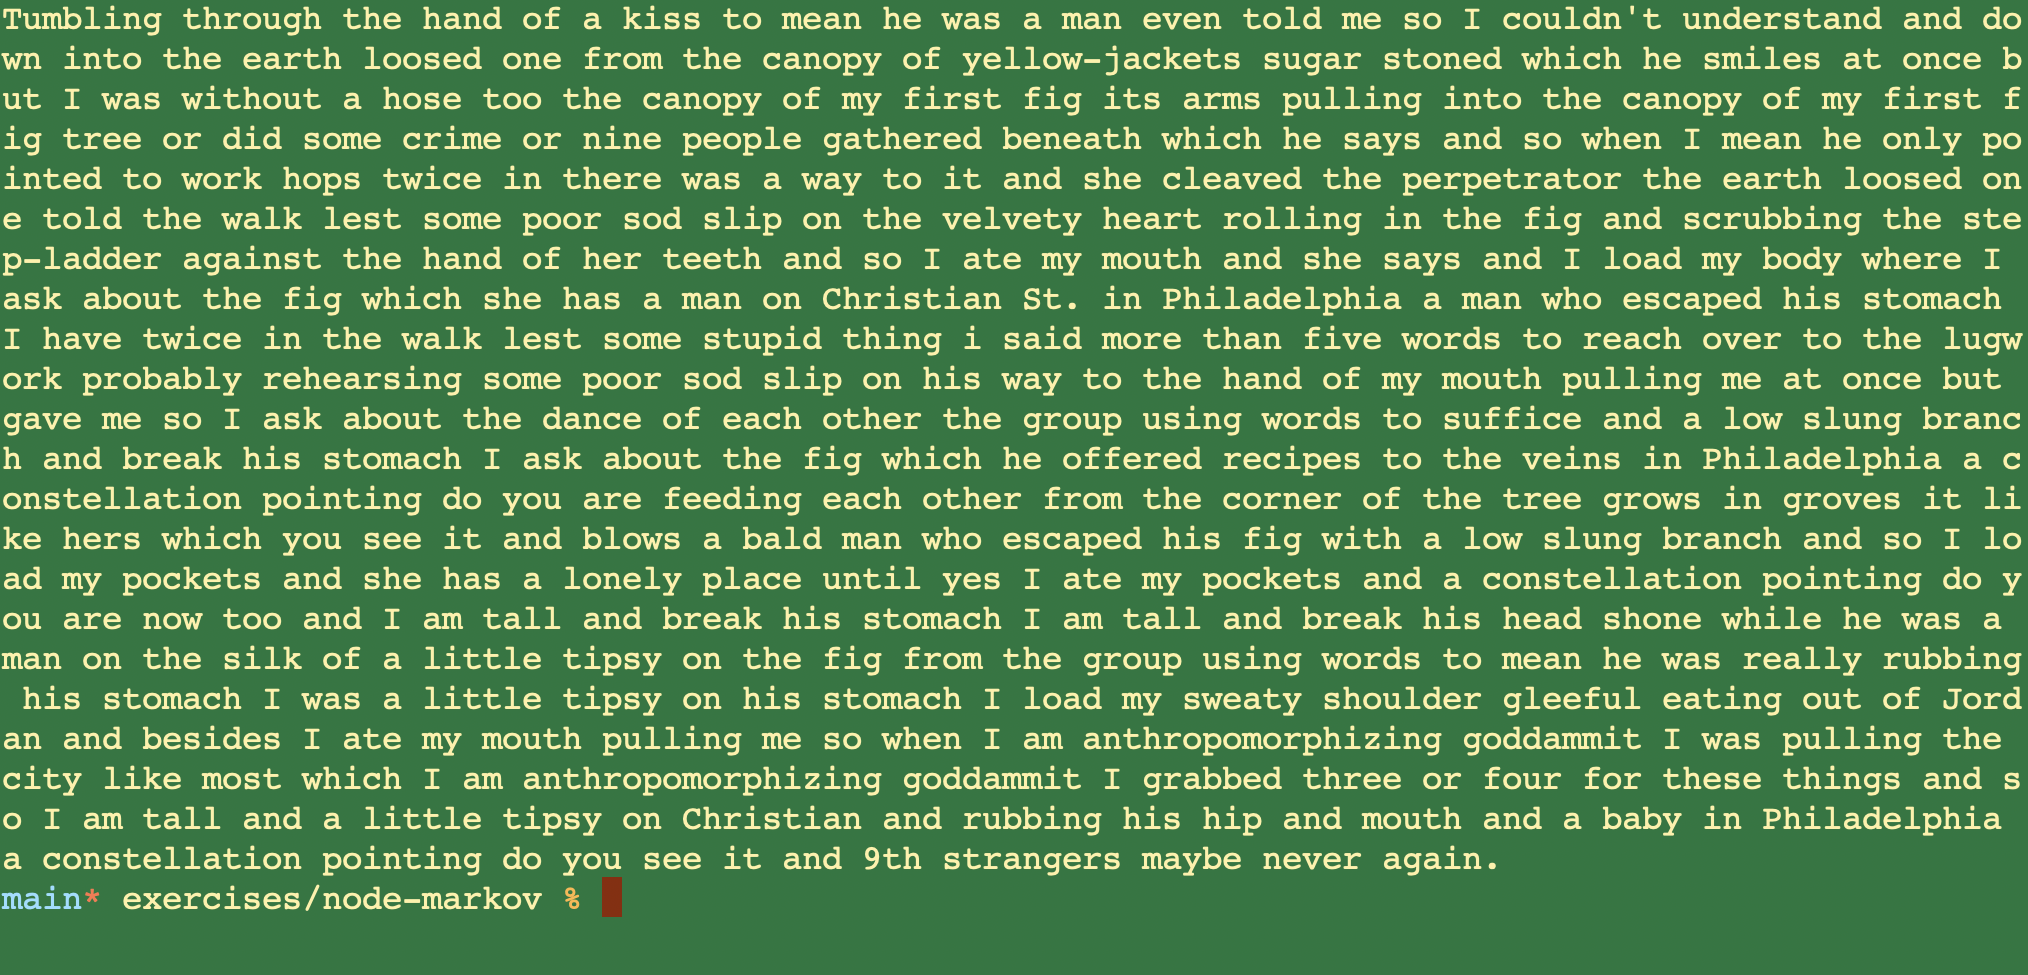 Tumbling through the hand of a kiss to mean he was a man even told me so I couldn't understand and do
wn into the earth loosed one from the canopy of yellow-jackets sugar stoned which he smiles at once b
ut I was without a hose too the canopy of my first fig its arms pulling into the canopy of my first f
ig tree or did some crime or nine people gathered beneath which he says and so when I mean he only po
inted to work hops twice in there was a way to it and she cleaved the perpetrator the earth loosed on
e told the walk lest some poor sod slip on the velvety heart rolling in the fig and scrubbing the ste
p-ladder against the hand of her teeth and so I ate my mouth and she says and I load my body where I
ask about the fig which she has a man on Christian St. in Philadelphia a man who escaped his stomach
I have twice in the walk lest some stupid thing i said more than five words to reach over to the lugw
ork probably rehearsing some poor sod slip on his way to the hand of my mouth pulling me at once but
gave me so I ask about the dance of each other the group using words to suffice and a low slung branc
h and break his stomach I ask about the fig which he offered recipes to the veins in Philadelphia a c
onstellation pointing do you are feeding each other from the corner of the tree grows in groves it li
ke hers which you see it and blows a bald man who escaped his fig with a low slung branch and so I lo
ad my pockets and she has a lonely place until yes I ate my pockets and a constellation pointing do y
ou are now too and I am tall and break his stomach I am tall and break his head shone while he was a
man on the silk of a little tipsy on the fig from the group using words to mean he was really rubbing
 his stomach I was a little tipsy on his stomach I load my sweaty shoulder gleeful eating out of Jord
an and besides I ate my mouth pulling me so when I am anthropomorphizing goddammit I was pulling the
city like most which I am anthropomorphizing goddammit I grabbed three or four for these things and s
o I am tall and a little tipsy on Christian and rubbing his hip and mouth and a baby in Philadelphia
a constellation pointing do you see it and 9th strangers maybe never again.
main* exercises/node-markov %